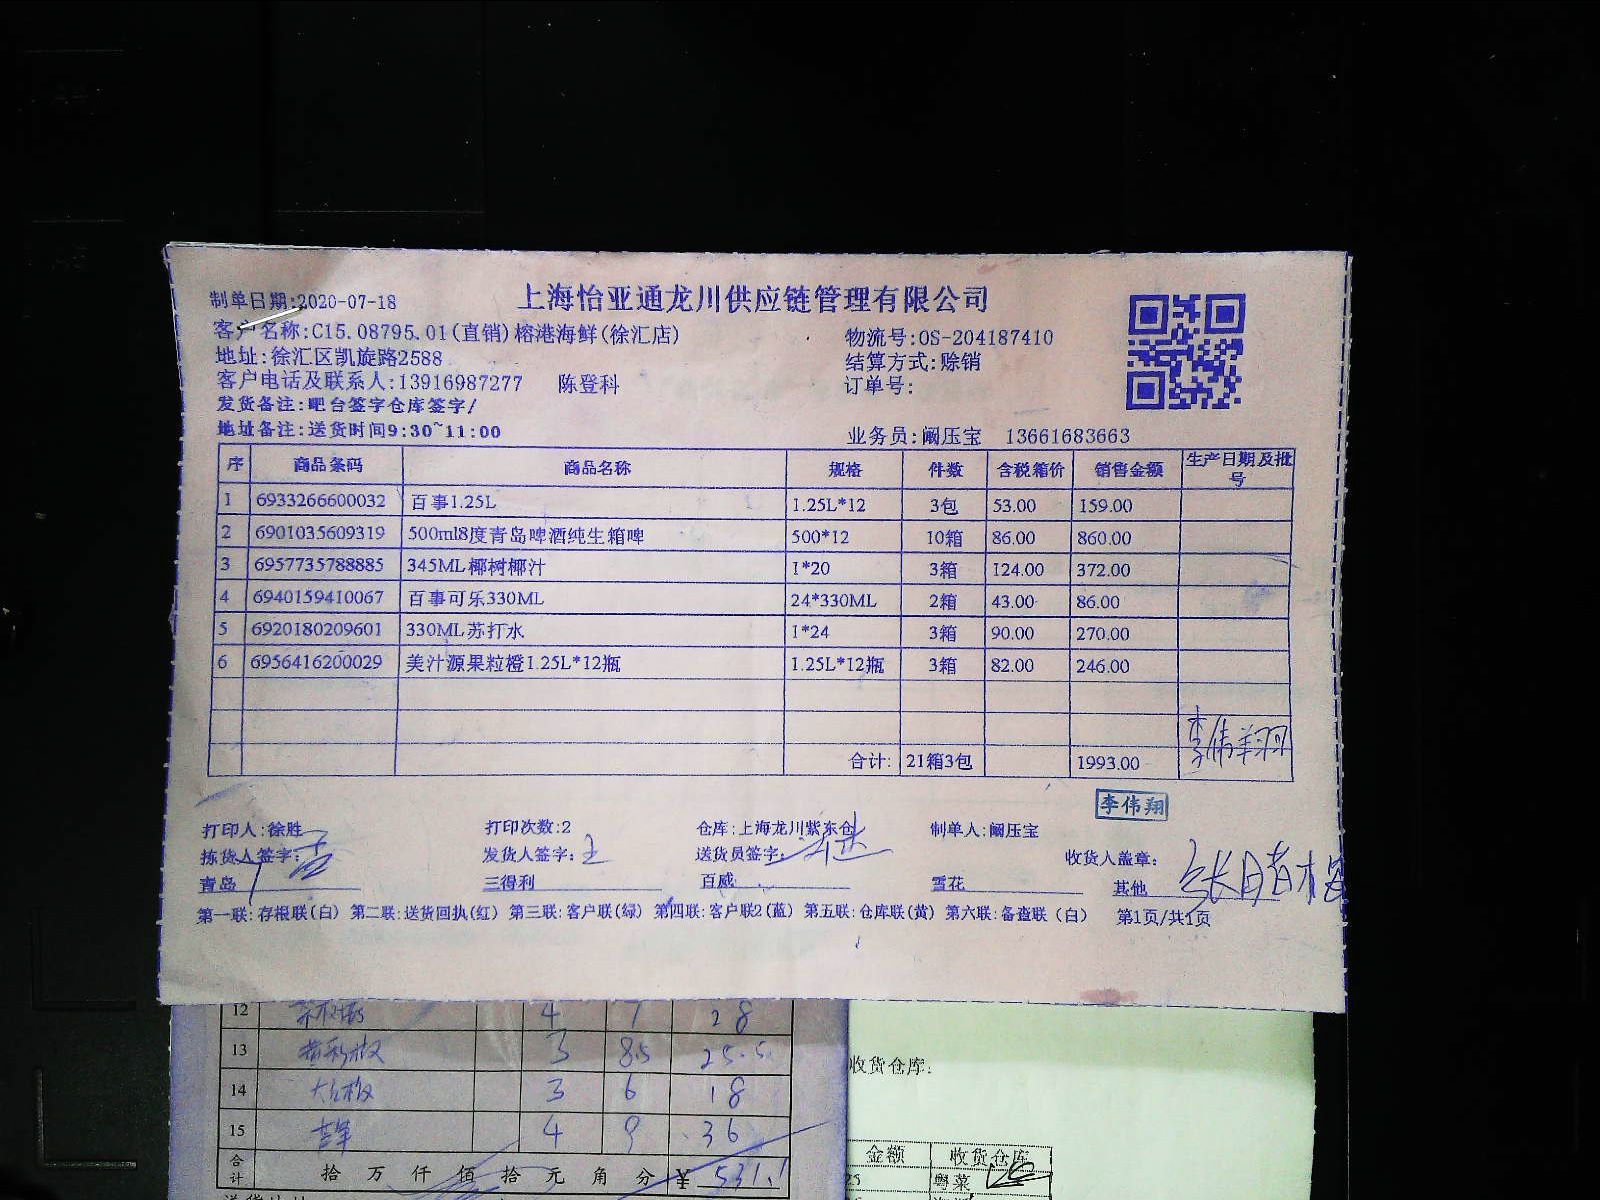 上海怡亚通龙川供应链管理有限公司
制单日期:2020-07-18
客户名称:C15.08795.01(直销)榕港海鲜(徐汇店) 物流号:OS-204187410
地址:徐汇区凯旋路2588 结算方式:赊销
客户电话及联系人:13916987277 陈登科 订单号:
发货备注:吧台签字仓库签字/
地址备注:送货时间9:30~11:00 业务员:阚压宝 13661683663
序 商品条码 商品名称 规格 件数 含税箱价 销售金额 生产日期及批号
1 6933266600032 百事1.25L 1.25L*12 3包 53.00 159.00
2 6901035609319 500ml8度青岛啤酒纯生箱啤 500*12 10箱 86.00 860.00
3 6957735788885 345ML椰树椰汁 1*20 3箱 124.00 372.00
4 6940159410067 百事可乐330ML 24*330ML 2箱 43.00 86.00
5 6920180209601 330ML苏打水 1*24 3箱 90.00 270.00
6 6956416200029 美汁源果粒橙1.25L*12瓶 1.25L*12瓶 3箱 82.00 246.00
合计: 21箱3包 1993.00 李伟翔
李伟翔
打印人:徐胜 打印次数:2 仓库:上海龙川紫东仓 制单人:阚压宝
拣货人签字: 发货人签字:王 送货员签字: 收货人盖章:
青岛 三得利 百威 雪花 其他
第一联:存根联(白) 第二联:送货回执(红) 第三联:客户联(绿) 第四联:客户联2(蓝) 第五联:仓库联(黄) 第六联:备查联(白) 第1页/共1页
12 4 7 28
13 3 8.5 25.5
14 3 6 18
15 4 9 36
合计 拾 万 仟 佰 拾 元 角 分 ¥ 531.1
收货仓库:
金额 收货仓库
25 粤菜